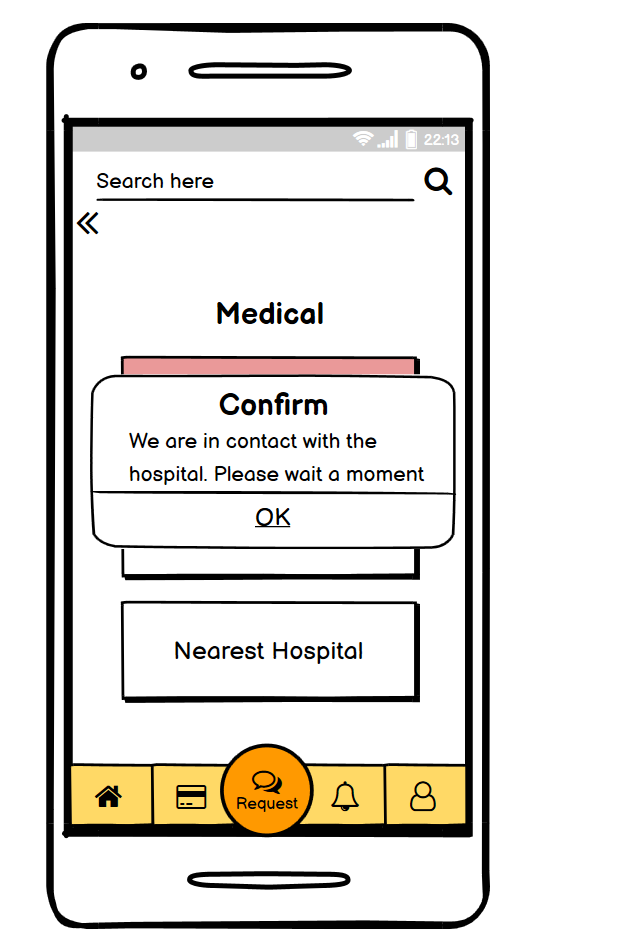 22:13
Search here
Medical
Confirm
We are in contact with the
hospital. Please wait a moment
OK
Nearest Hospital
Request